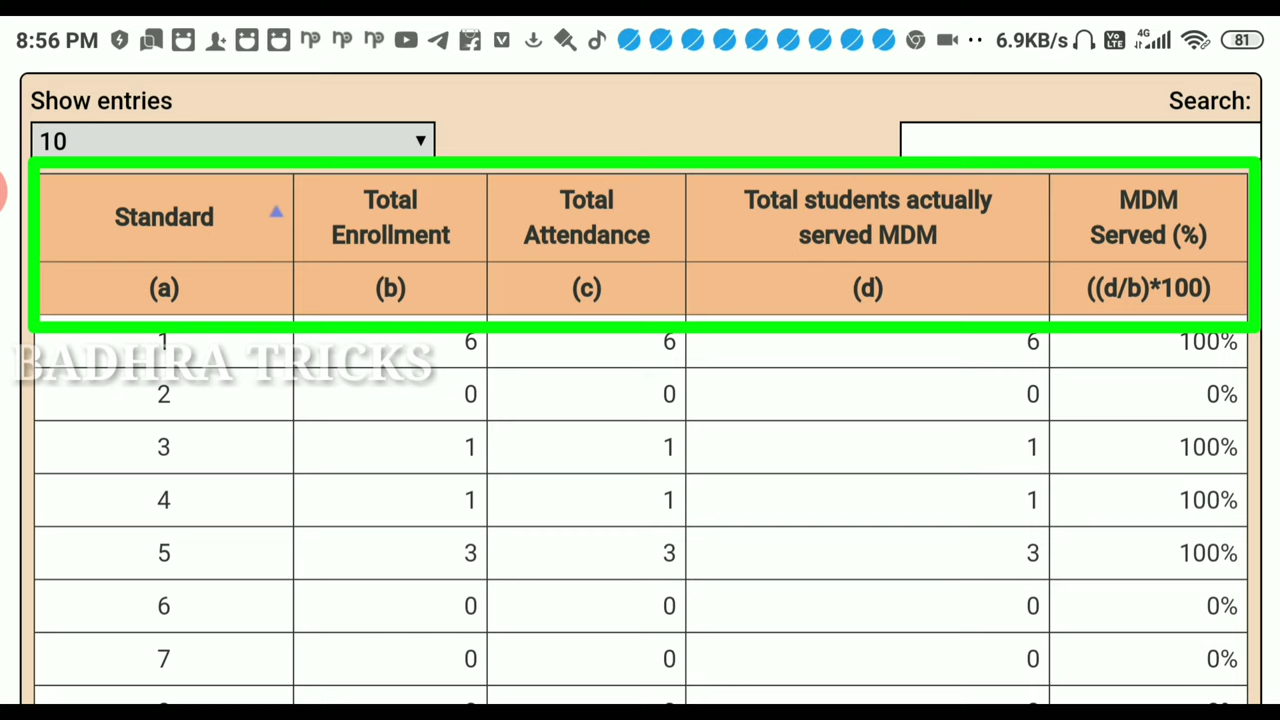 8:56 PM 6.9KB/s Vo LTE 4G 81
Show entries Search:
10
Standard Total Enrollment Total Attendance Total students actually served MDM MDM Served (%)
(a) (b) (c) (d) ((d/b)*100)
1 6 6 6 100%
BADHRA TRICKS
2 0 0 0 0%
3 1 1 1 100%
4 1 1 1 100%
5 3 3 3 100%
6 0 0 0 0%
7 0 0 0 0%